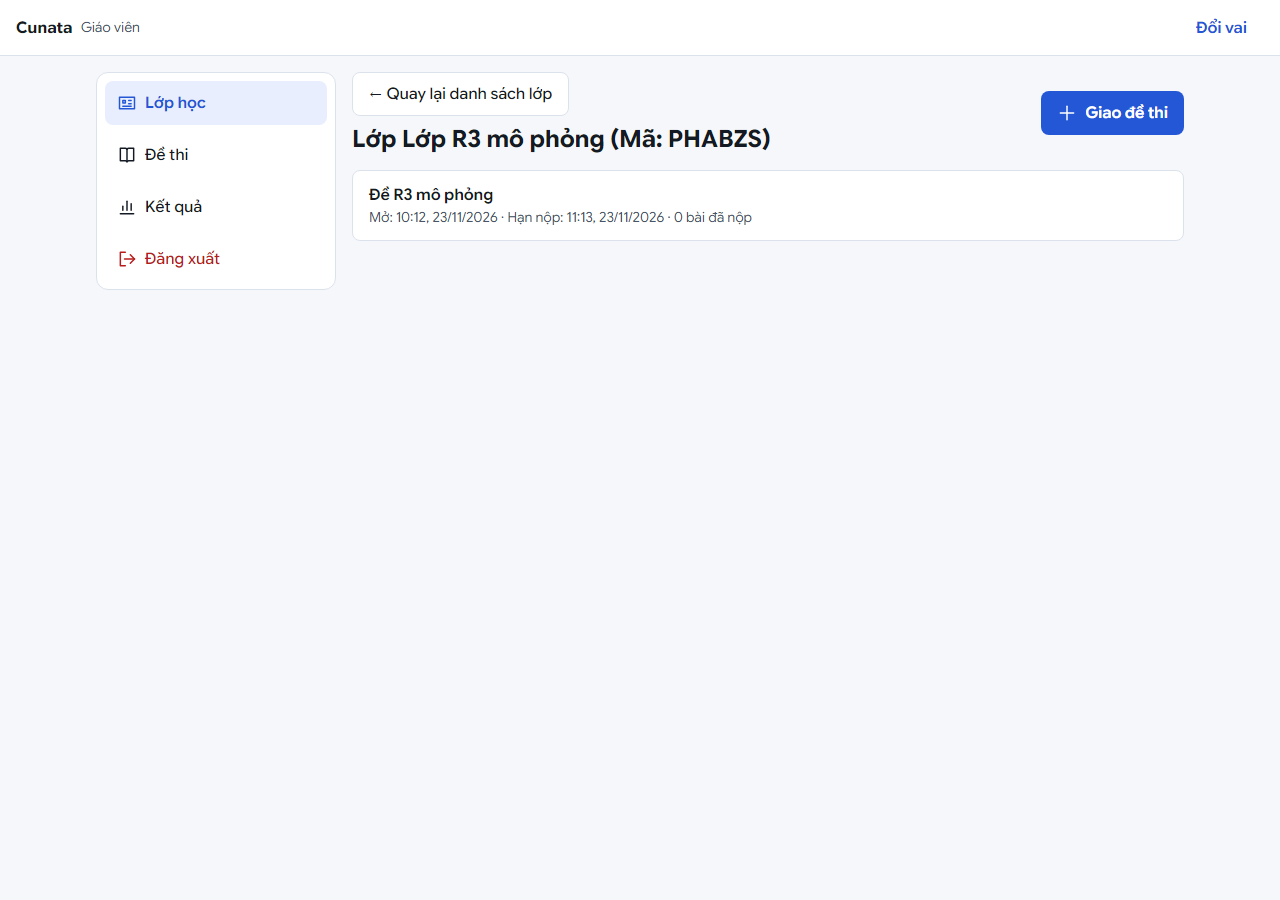 Cunata Giáo viên
Đổi vai
Lớp học
Đề thi
Kết quả
Đăng xuất
← Quay lại danh sách lớp
Lớp Lớp R3 mô phỏng (Mã: PHABZS)
Giao đề thi
Đề R3 mô phỏng
Mở: 10:12, 23/11/2026 · Hạn nộp: 11:13, 23/11/2026 · 0 bài đã nộp